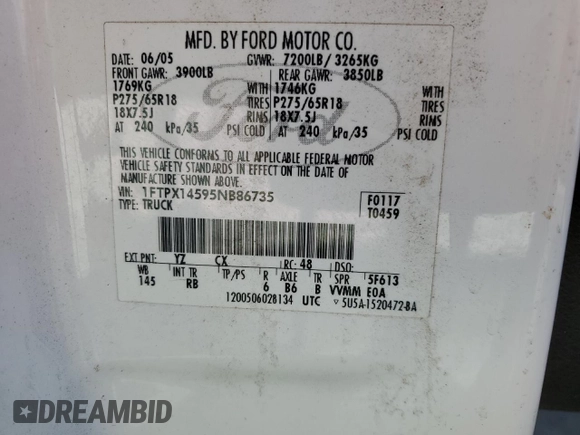 MFD. BY FORD MOTOR CO.
DATE 06/05 GVWR: 7200LB/ 3265KG
FRONT GAWR: 3900LB REAR GAWR: 3850LB
1769KG WITH 1746KG WITH
P275/65R18 TIRES P275/65R18 TIRES
18X7.5J RIMS 18X7.5J RIMS
AT 240 kPa/35 PSI COLD AT 240 kPa/35 PSI COLD
THIS VEHICLE CONFORMS TO ALL APPLICABLE FEDERAL MOTOR
VEHICLE SAFETY STANDARDS IN EFFECT ON THE DATE OF
MANUFACTURE SHOWN ABOVE.
VIN: 1FTPX14595NB86735 F0117
TYPE: TRUCK T0459
Ford
EXT PNT: YZ CX RC: 48 DSO:
WB INT TR TP/PS R AXLE TR SPR 5F613
145 RB 6 B6 B VVMM E0A
1200506028134 UTC ▽ 5U5A-1520472-BA
DREAMBID